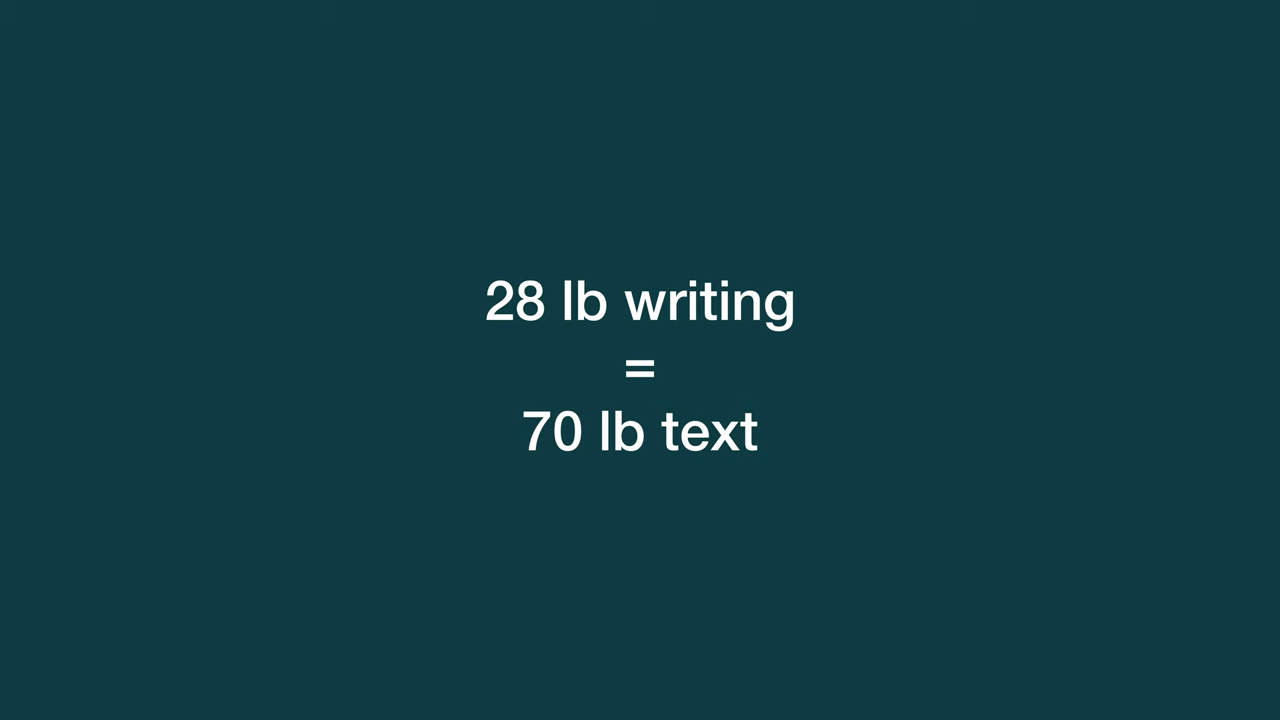 28 lb writing
=
70 lb text